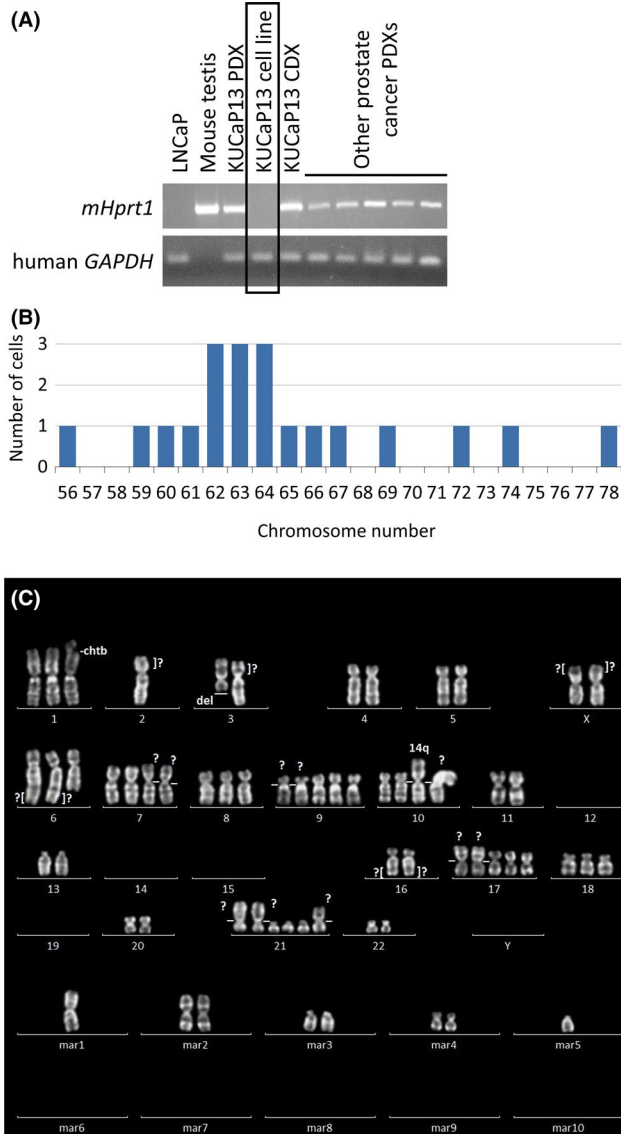 (A)
LNCaP
Mouse testis
KUCaP13 PDX
KUCaP13 cell line
KUCaP13 CDX
Other prostate
cancer PDXs
mHprt1
human GAPDH
(B)
Number of cells
3
2
1
0
56 57 58 59 60 61 62 63 64 65 66 67 68 69 70 71 72 73 74 75 76 77 78
Chromosome number
(C)
-chtb ]? ]? ?[ ]?
del
1 2 3 4 5 X
14q
? ? ? ? ?
?[ ]?
6 7 8 9 10 11 12
? ?
?[ ]?
13 14 15 16 17 18
? ? ?
19 20 21 22 Y
mar1 mar2 mar3 mar4 mar5
mar6 mar7 mar8 mar9 mar10